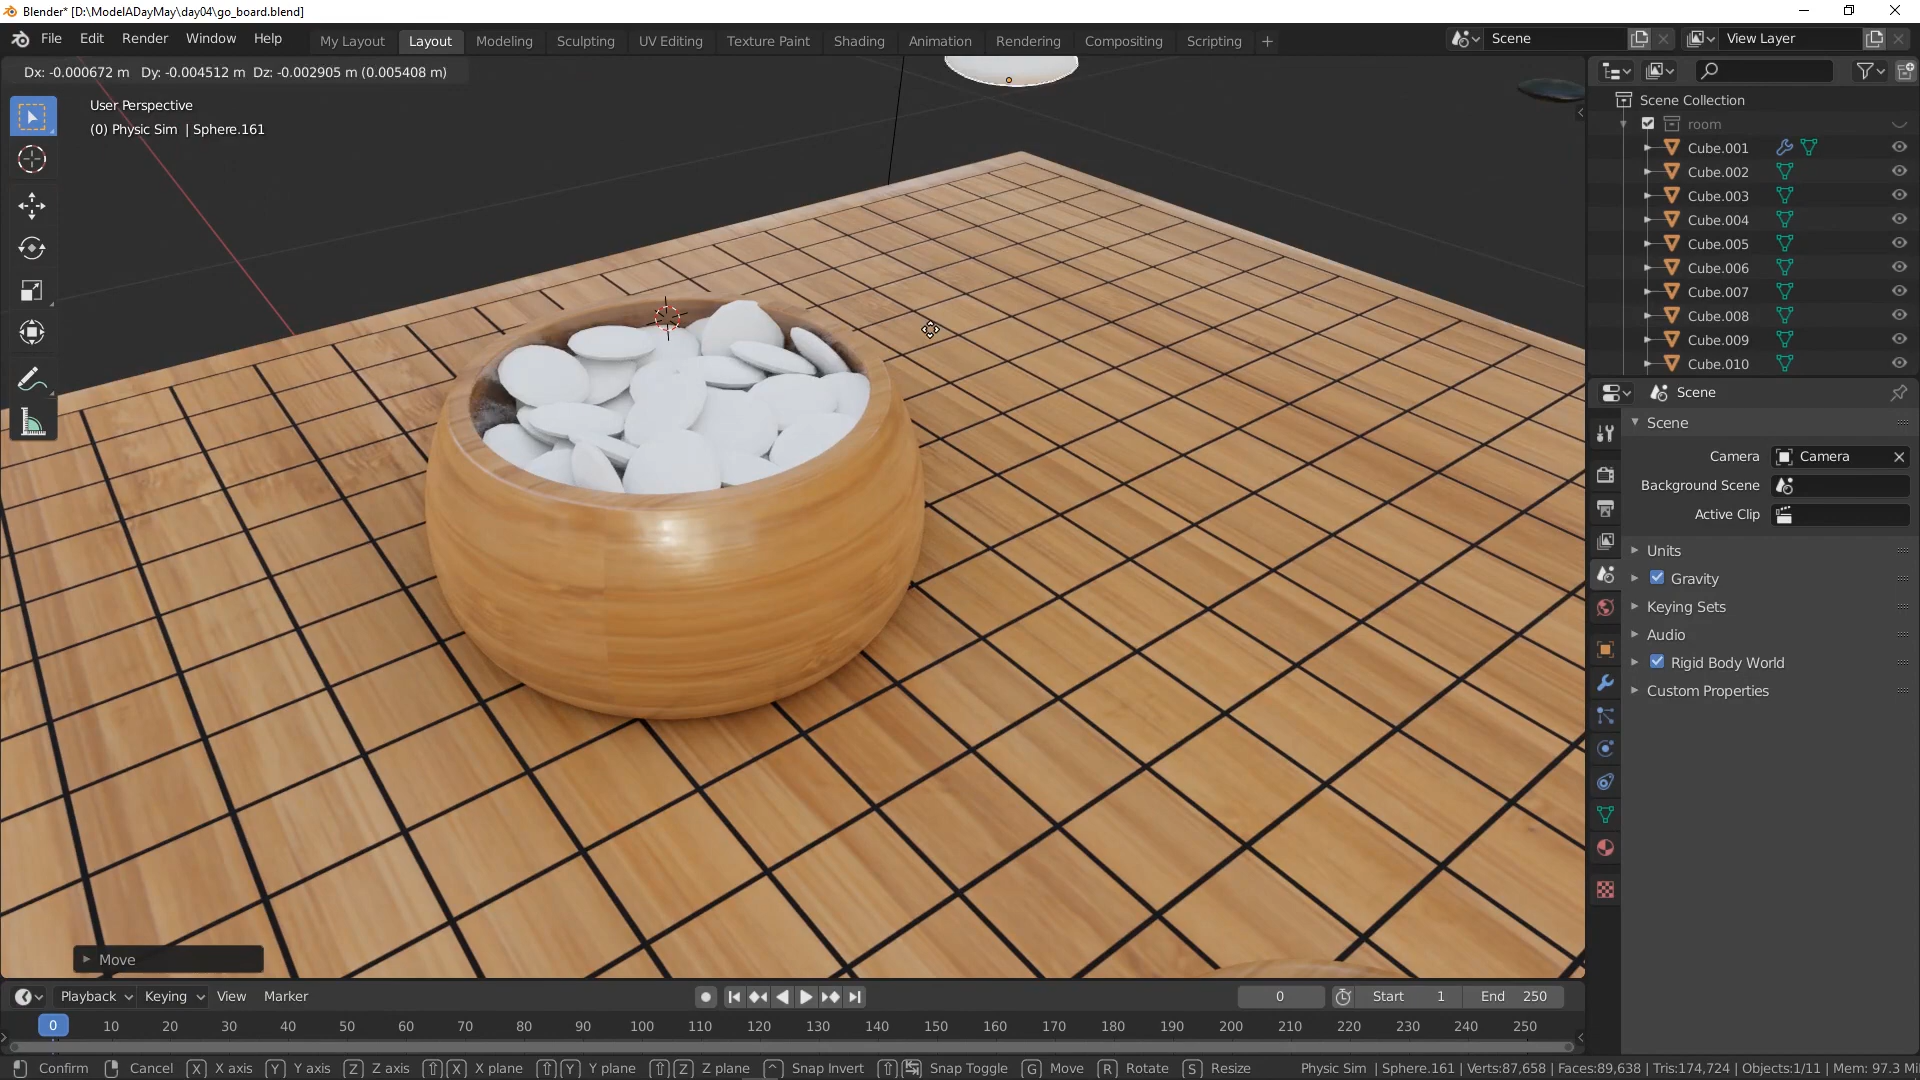 Blender* [D:\ModelADayMay\day04\go_board.blend]
File Edit Render Window Help My Layout Layout Modeling Sculpting UV Editing Texture Paint Shading Animation Rendering Compositing Scripting + Scene View Layer
Dx: -0.000672 m Dy: -0.004512 m Dz: -0.002905 m (0.005408 m)
User Perspective
(0) Physic Sim | Sphere.161
Scene Collection
room
Cube.001
Cube.002
Cube.003
Cube.004
Cube.005
Cube.006
Cube.007
Cube.008
Cube.009
Cube.010
Scene
Scene
Camera Camera
Background Scene
Active Clip
Units
Gravity
Keying Sets
Audio
Rigid Body World
Custom Properties
Move
Playback Keying View Marker 0 Start 1 End 250
0 10 20 30 40 50 60 70 80 90 100 110 120 130 140 150 160 170 180 190 200 210 220 230 240 250
Confirm Cancel X X axis Y Y axis Z Z axis X X plane Y Y plane Z Z plane Snap Invert Snap Toggle G Move R Rotate S Resize Physic Sim | Sphere.161 | Verts:87,658 | Faces:89,638 | Tris:174,724 | Objects:1/11 | Mem: 97.3 Mi